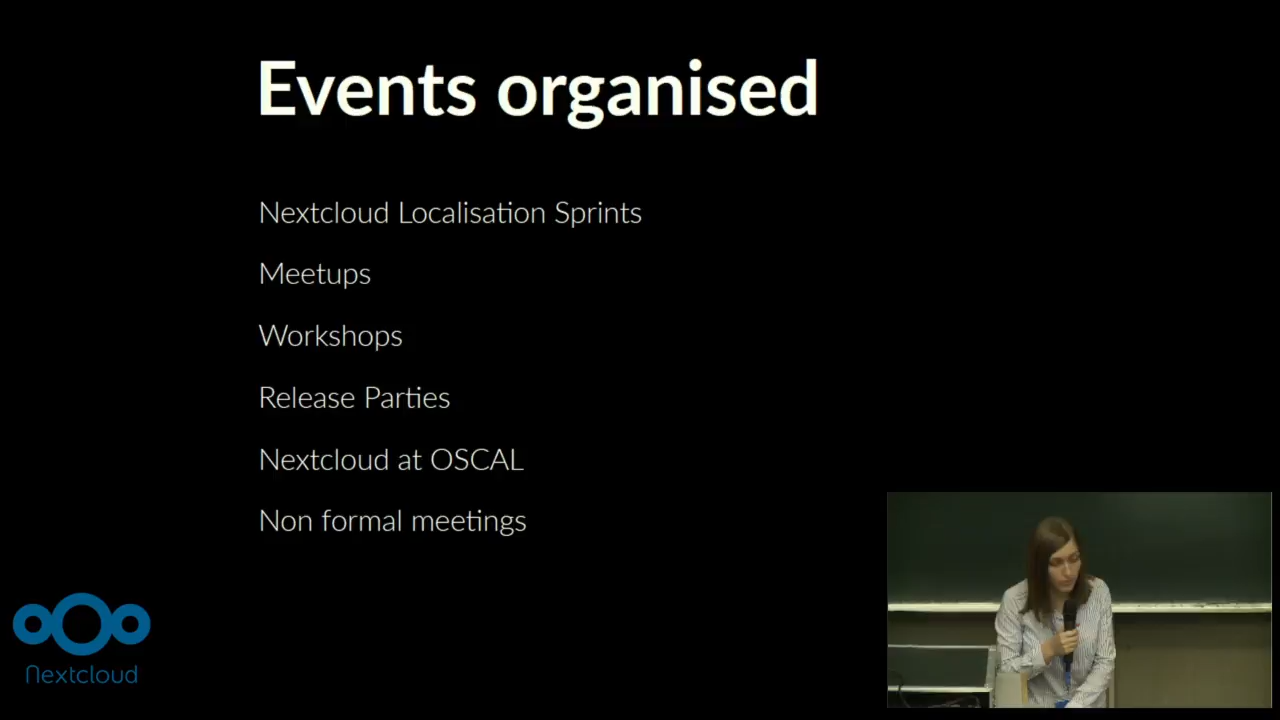 Events organised
Nextcloud Localisation Sprints
Meetups
Workshops
Release Parties
Nextcloud at OSCAL
Non formal meetings
Nextcloud